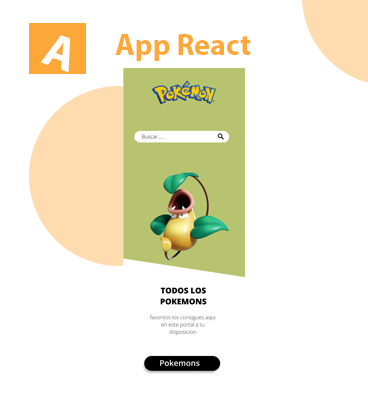 A
App React
POKÉMON
Buscar....
TODOS LOS
POKEMONS
favoritos los consigues aqui
en este portal a tu
disposicion
Pokemons